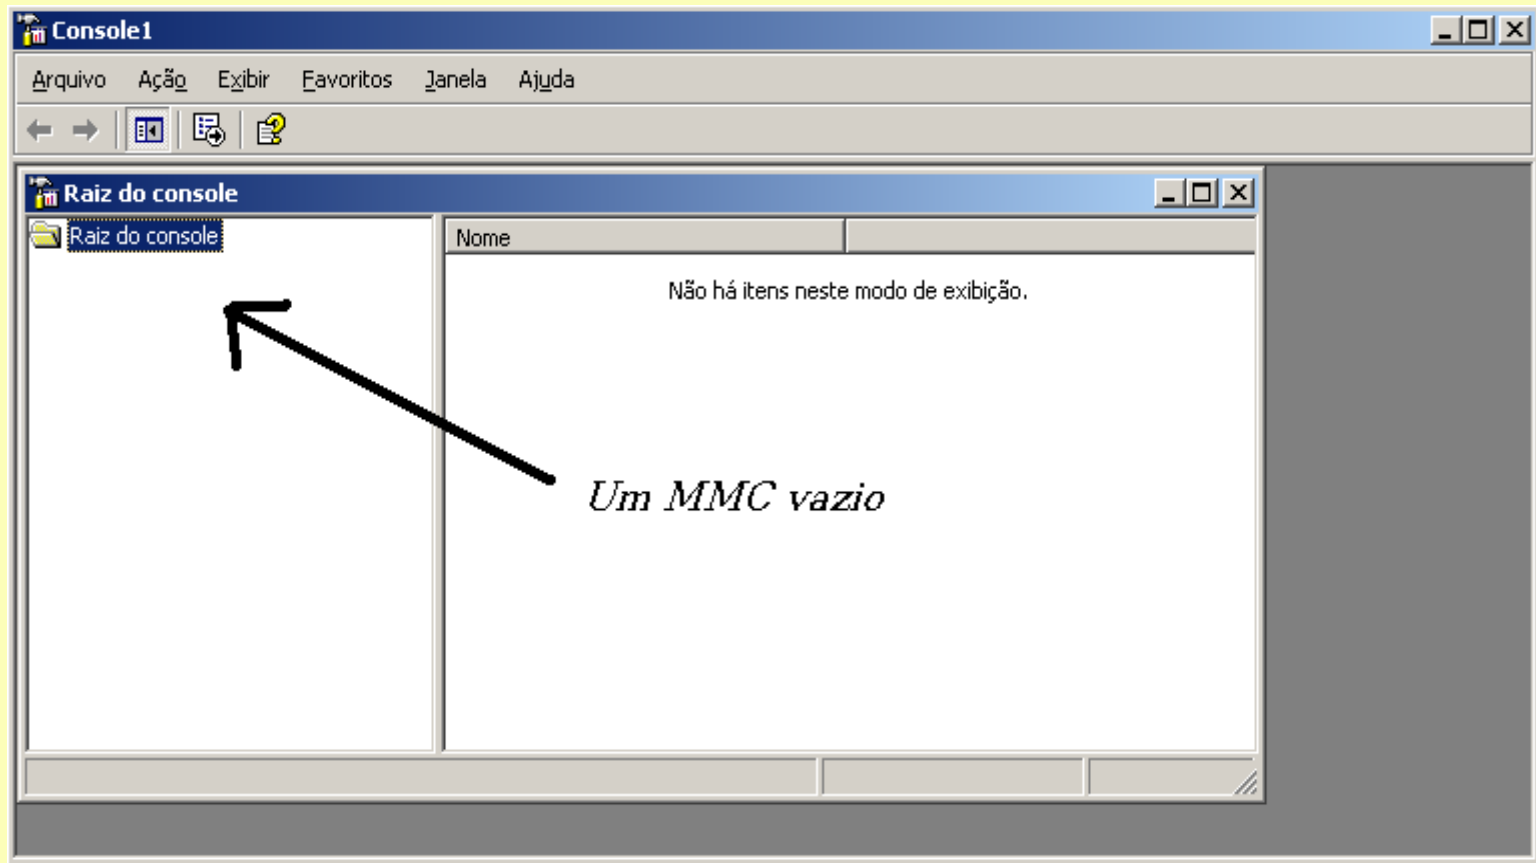 Console1
Arquivo Ação Exibir Favoritos Janela Ajuda
Raiz do console
Raiz do console
Nome
Não há itens neste modo de exibição.
Um MMC vazio